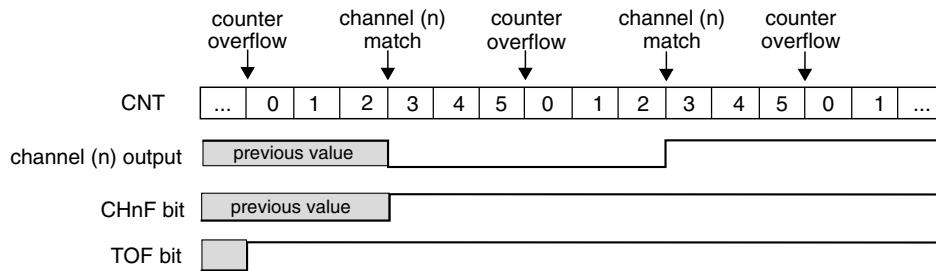 counter overflow
channel (n) match
counter overflow
channel (n) match
counter overflow
CNT ... 0 1 2 3 4 5 0 1 2 3 4 5 0 1 ...
channel (n) output previous value
CHnF bit previous value
TOF bit